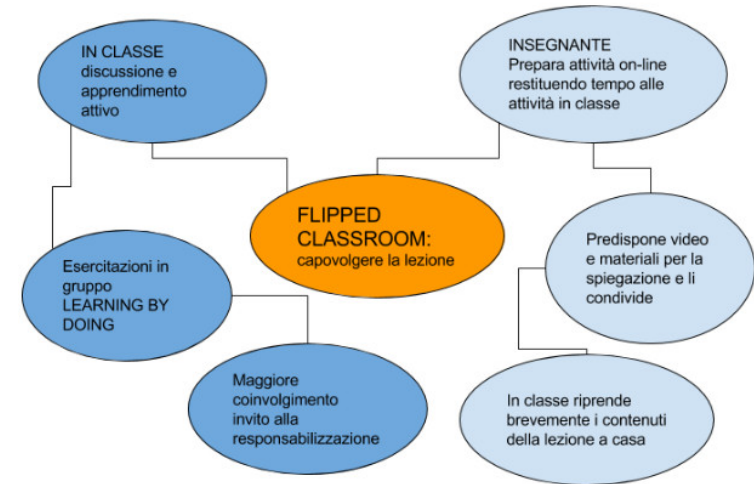 IN CLASSE
discussione e
apprendimento
attivo
INSEGNANTE
Prepara attività on-line
restituendo tempo alle
attività in classe
FLIPPED
CLASSROOM:
capovolgere la lezione
Esercitazioni in
gruppo
LEARNING BY
DOING
Predispone video
e materiali per la
spiegazione e li
condivide
Maggiore
coinvolgimento
invito alla
responsabilizzazione
In classe riprende
brevemente i contenuti
della lezione a casa